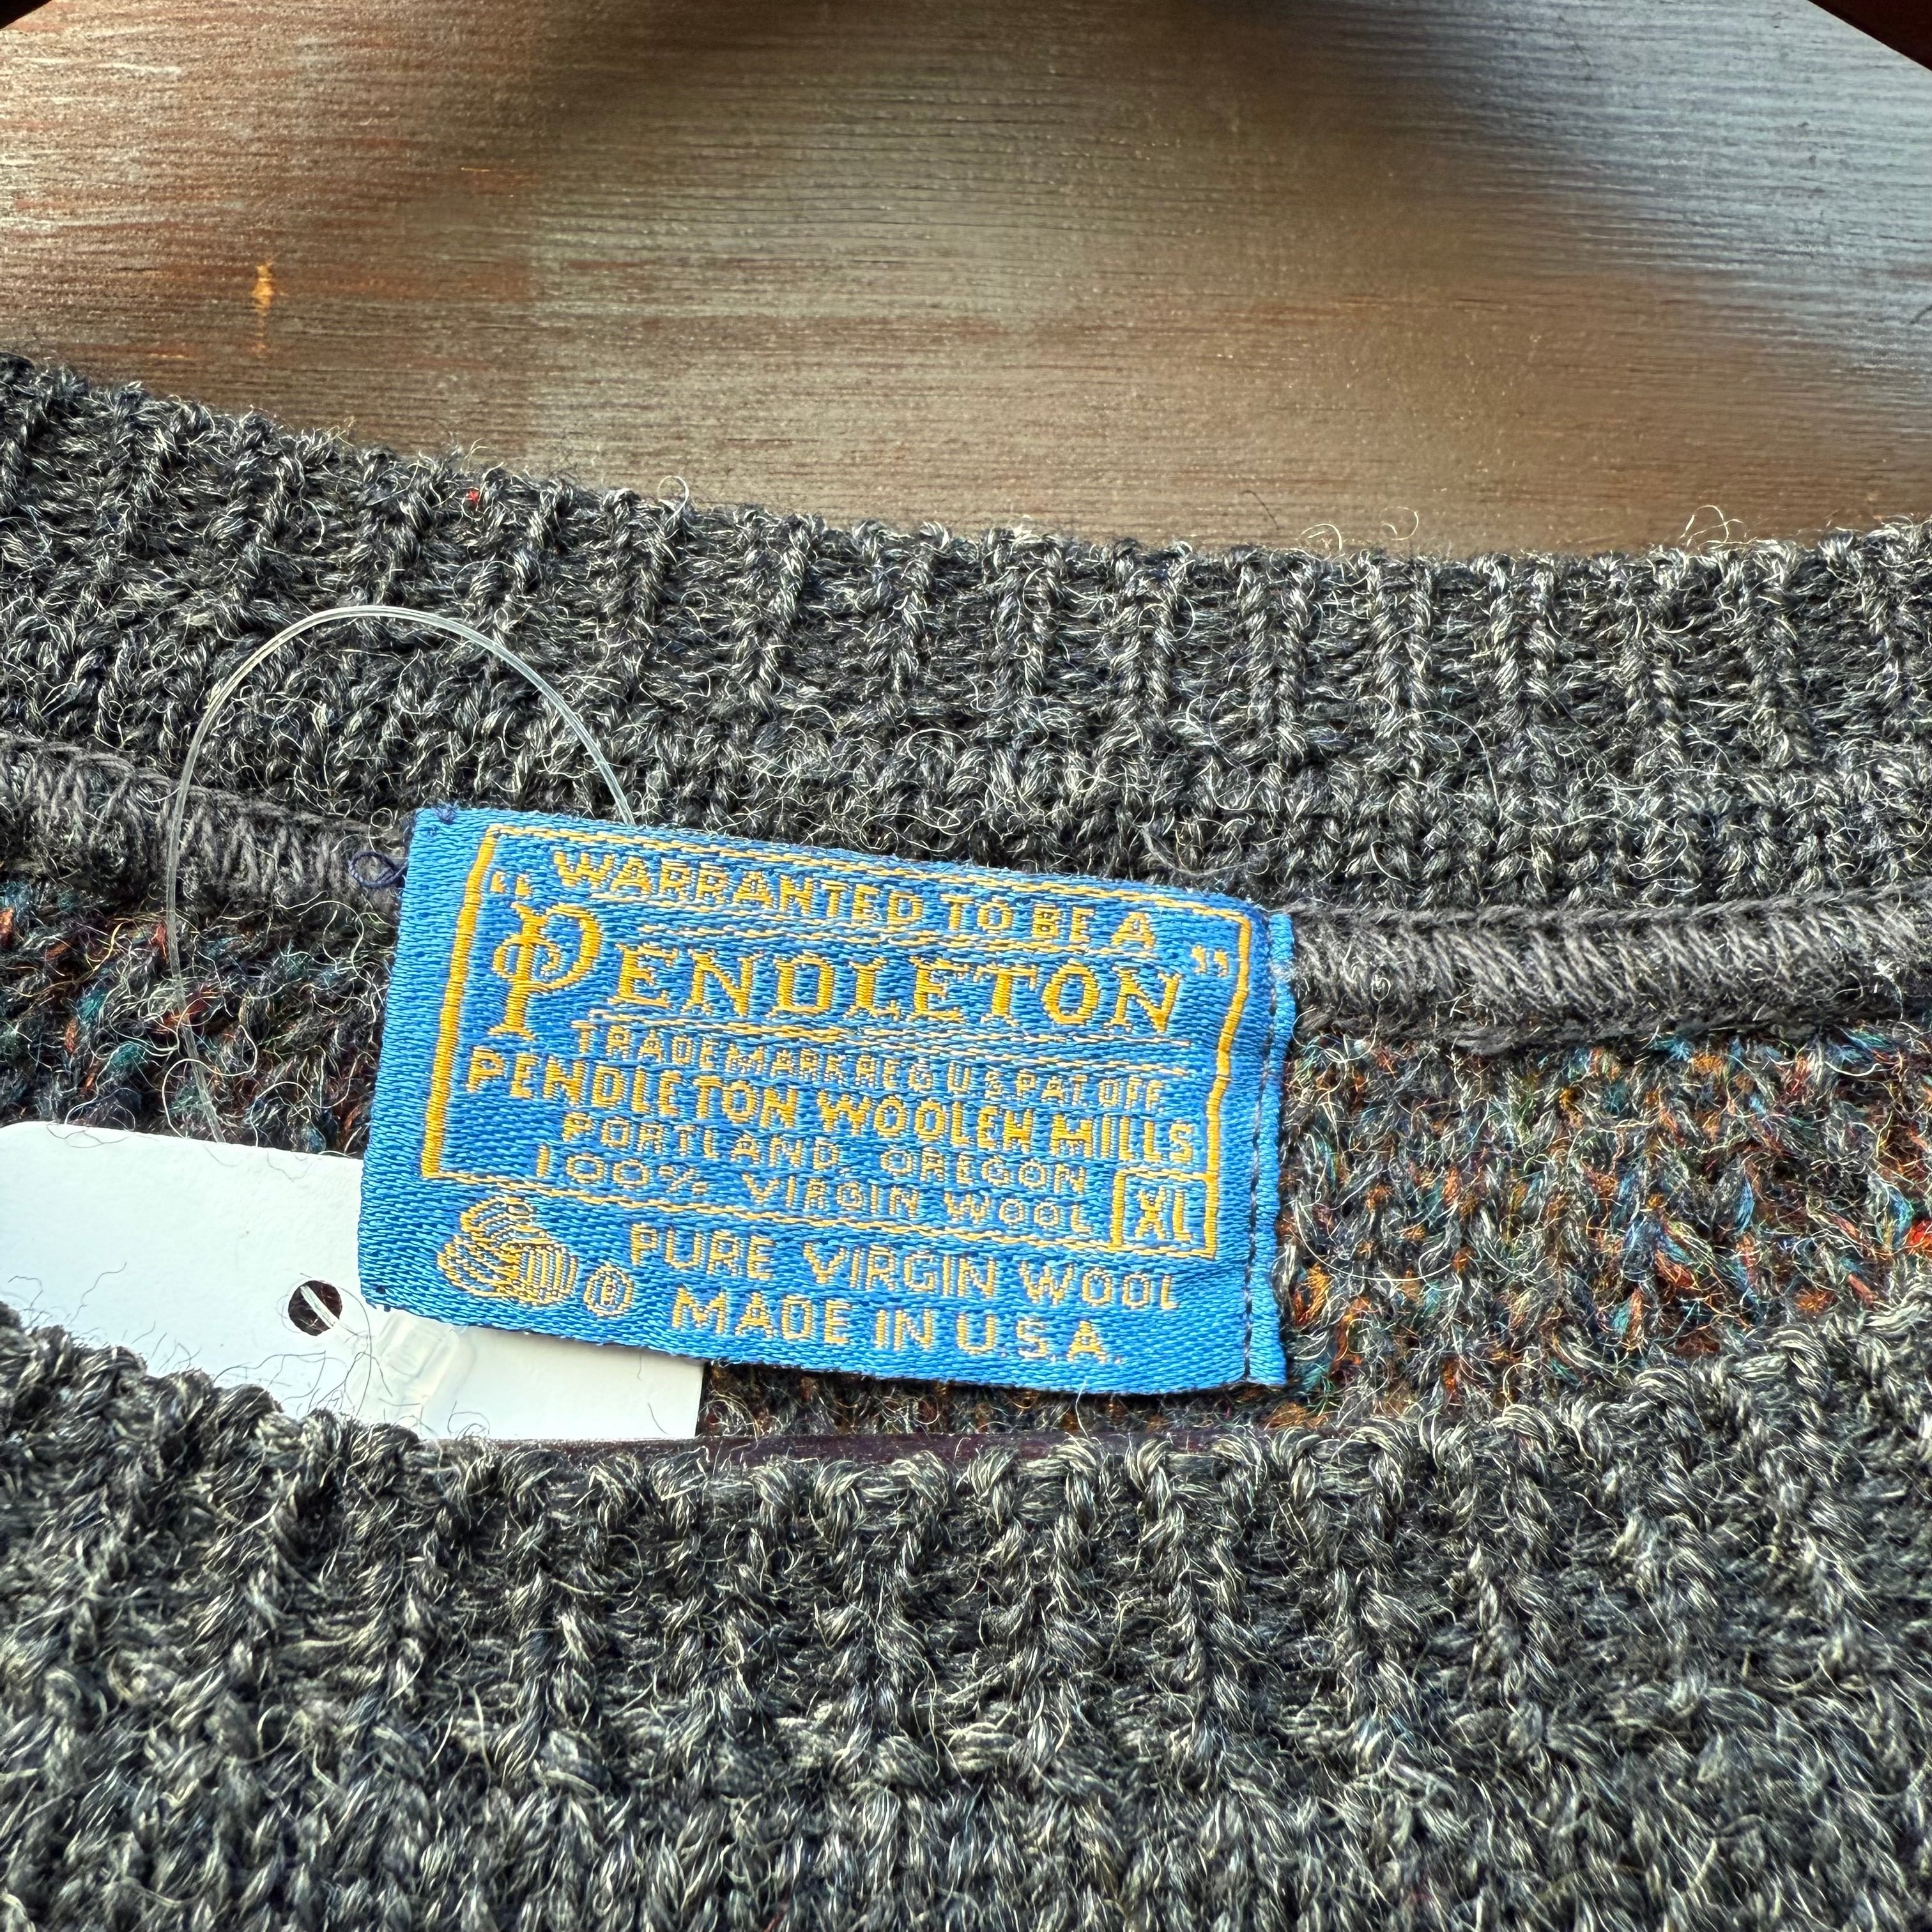 WARRANTED TO BE A
"PENDLETON"
TRADEMARK REG U.S. PAT. OFF.
PENDLETON WOOLEN MILLS
PORTLAND, OREGON
100% VIRGIN WOOL XL
PURE VIRGIN WOOL
® MADE IN U.S.A.